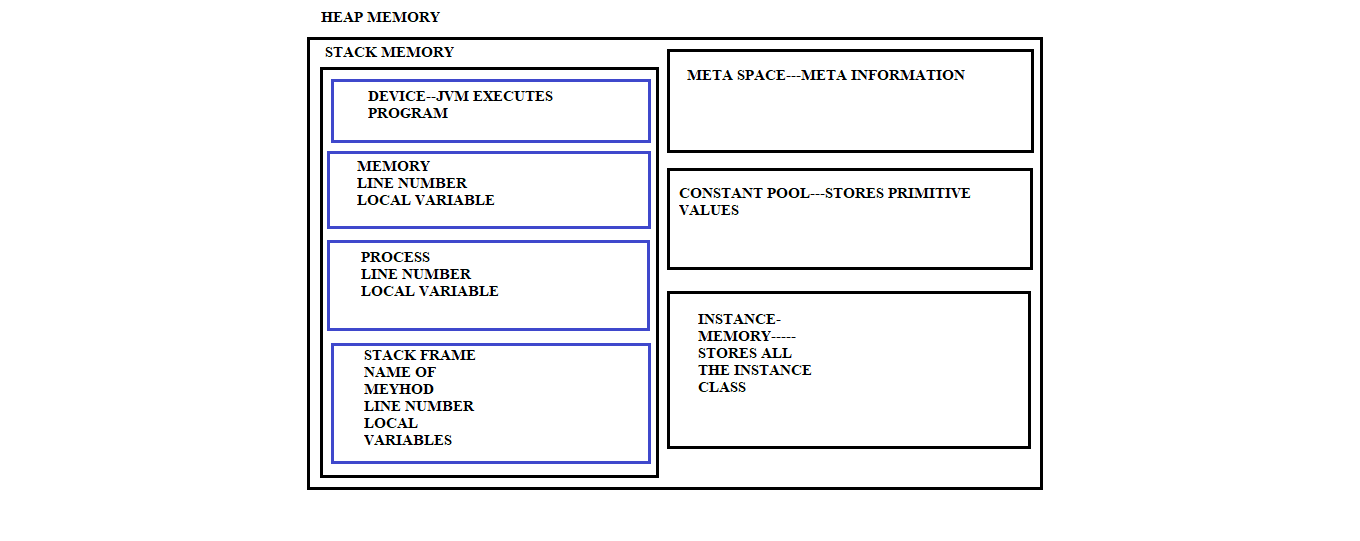 HEAP MEMORY
STACK MEMORY
DEVICE--JVM EXECUTES
PROGRAM
MEMORY
LINE NUMBER
LOCAL VARIABLE
PROCESS
LINE NUMBER
LOCAL VARIABLE
STACK FRAME
NAME OF
MEYHOD
LINE NUMBER
LOCAL
VARIABLES
META SPACE---META INFORMATION
CONSTANT POOL---STORES PRIMITIVE
VALUES
INSTANCE-
MEMORY-----
STORES ALL
THE INSTANCE
CLASS